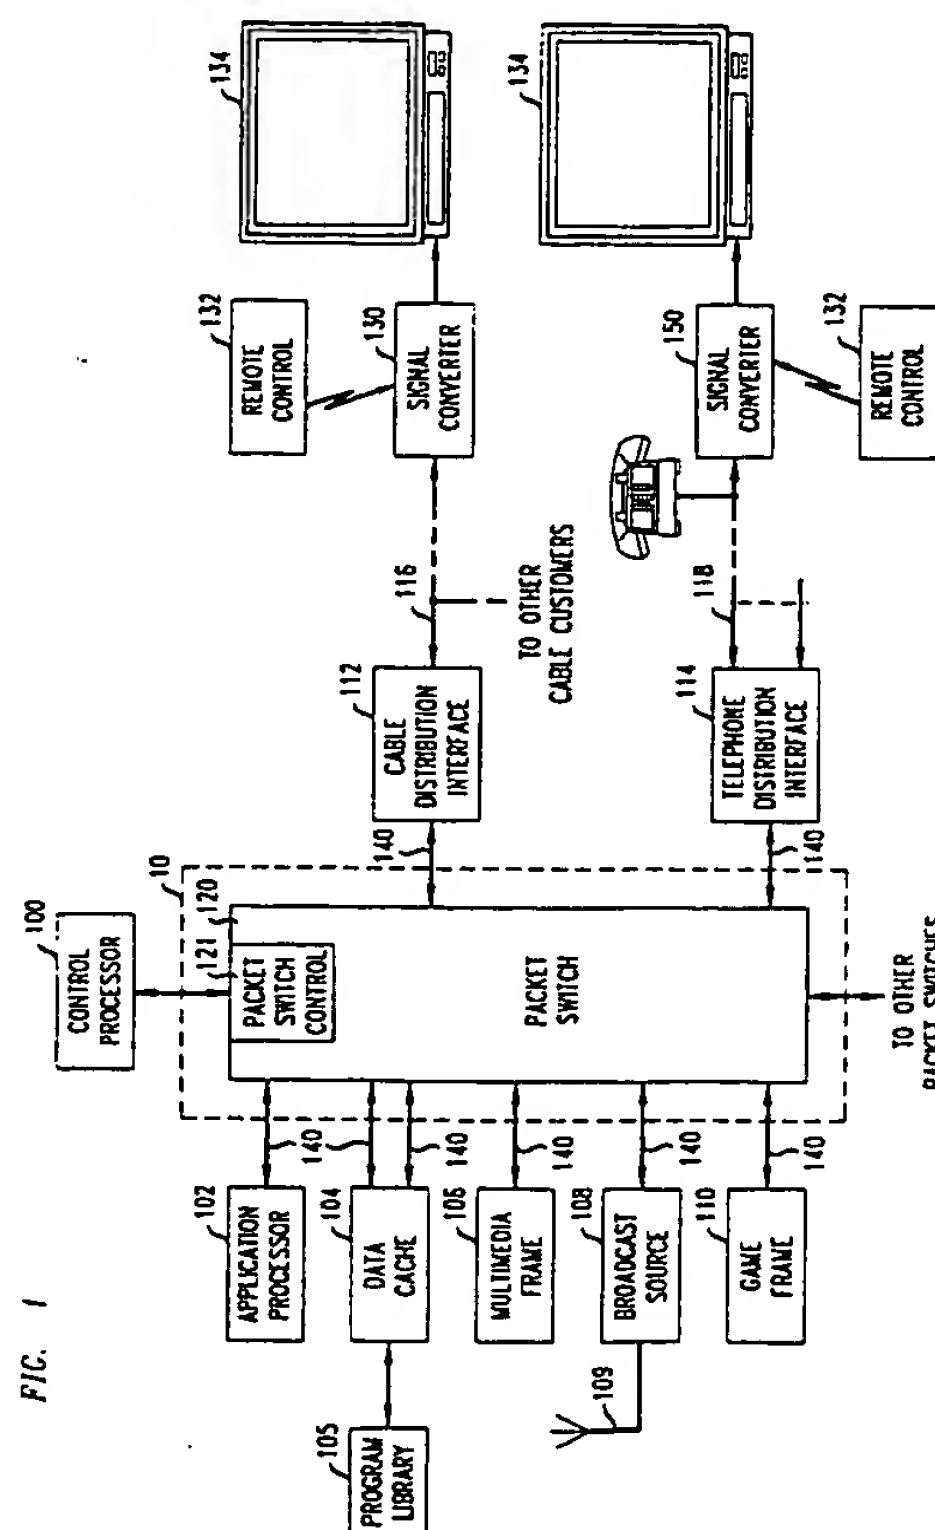 FIG. 1
100
CONTROL
PROCESSOR
10
120
121
PACKET
SWITCH
CONTROL
PACKET
SWITCH
102
APPLICATION
PROCESSOR
140
105
PROGRAM
LIBRARY
104
DATA
CACHE
140
140
106
MULTIMEDIA
FRAME
140
109
108
BROADCAST
SOURCE
140
110
GAME
FRAME
140
TO OTHER
PACKET SWITCHES
140
112
CABLE
DISTRIBUTION
INTERFACE
116
TO OTHER
CABLE CUSTOMERS
132
REMOTE
CONTROL
130
SIGNAL
CONVERTER
134
140
114
TELEPHONE
DISTRIBUTION
INTERFACE
118
150
SIGNAL
CONVERTER
132
REMOTE
CONTROL
134